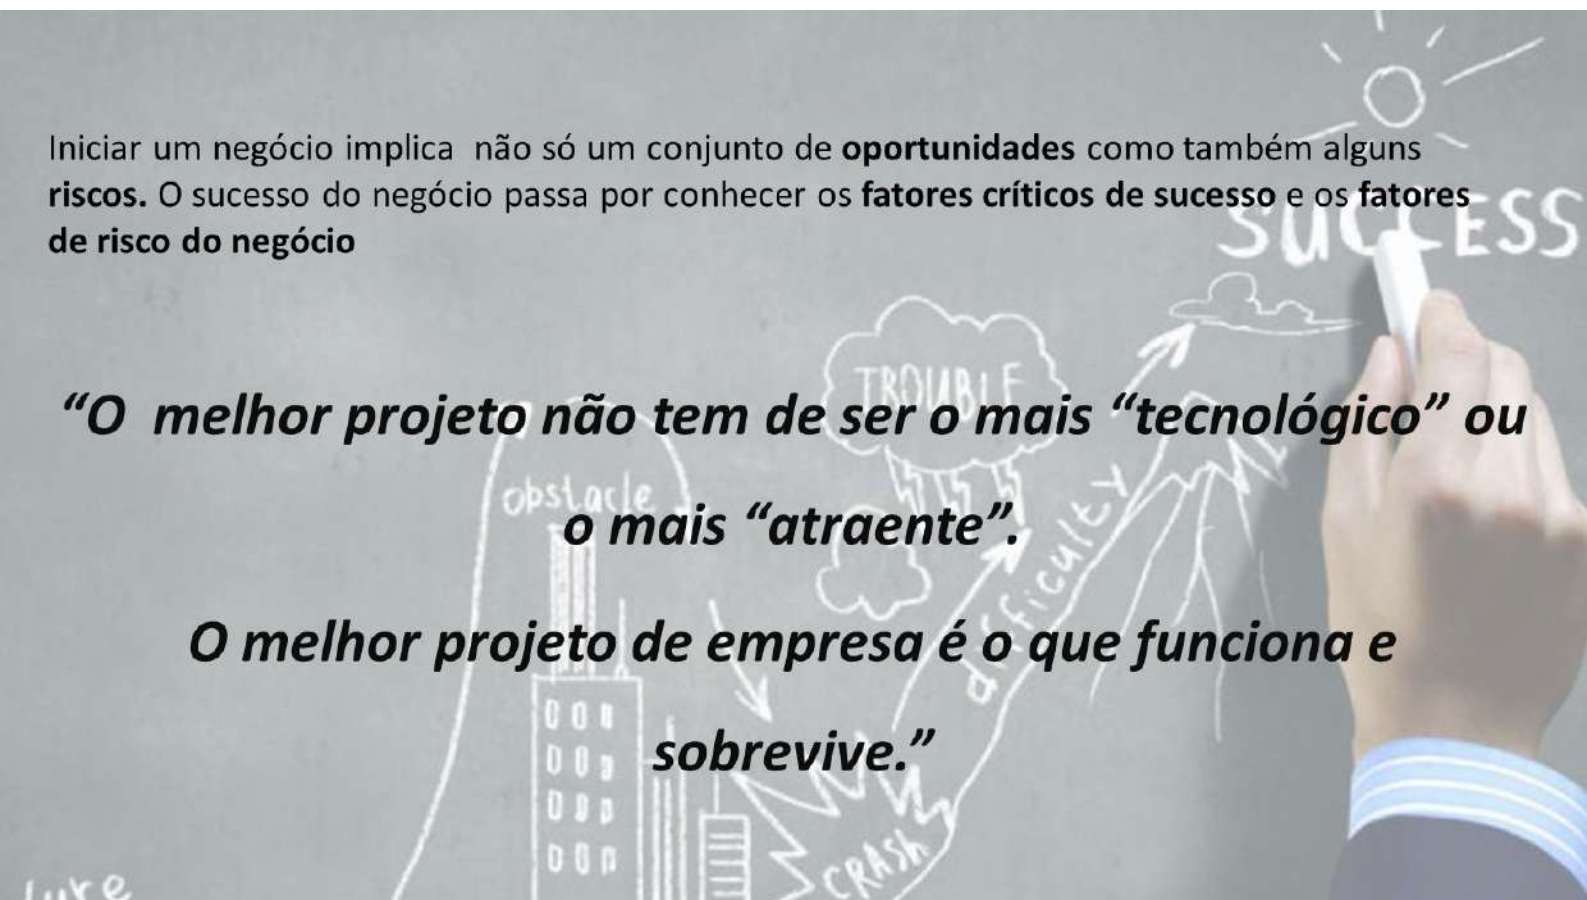 Iniciar um negócio implica não só um conjunto de oportunidades como também alguns
riscos. O sucesso do negócio passa por conhecer os fatores críticos de sucesso e os fatores
de risco do negócio
SUCCESS
TROUBLE
“O melhor projeto não tem de ser o mais “tecnológico” ou
obstacle
o mais “atraente”.
difficulty
O melhor projeto de empresa é o que funciona e
sobrevive.”
CRASH